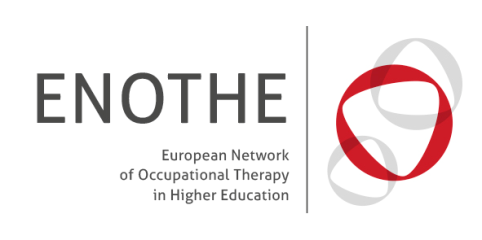 ENOTHE
European Network
of Occupational Therapy
in Higher Education